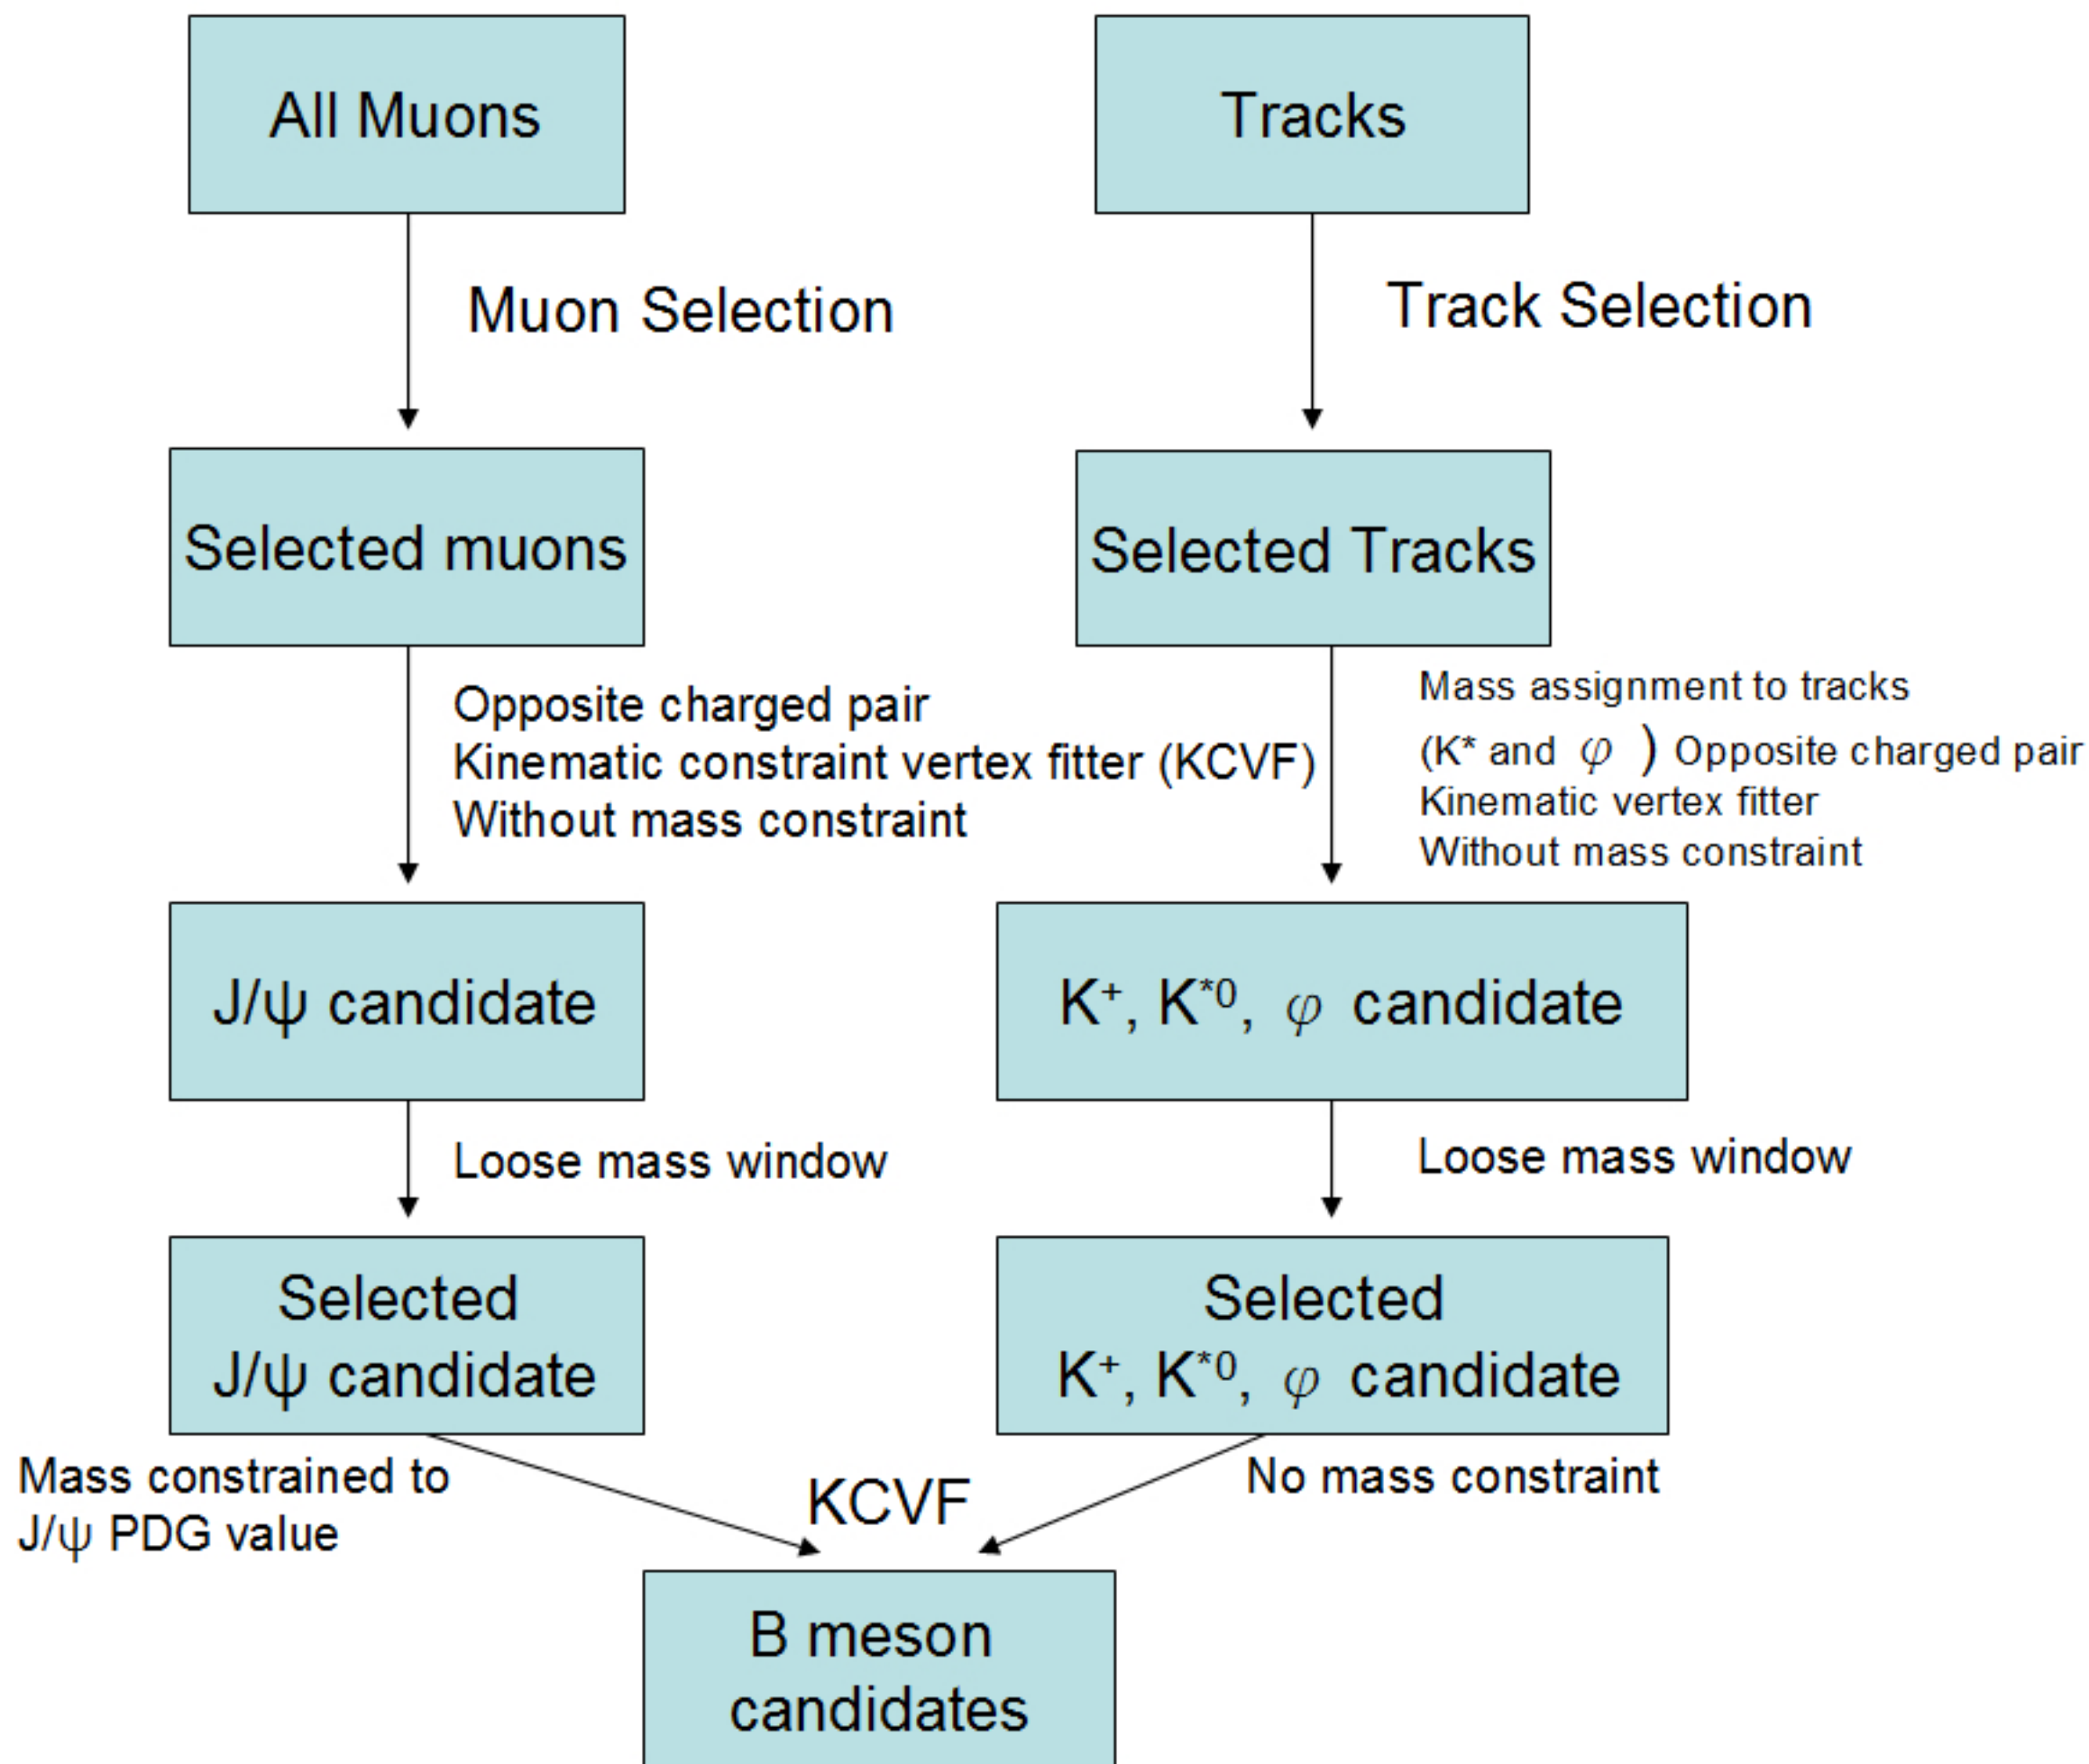 All Muons
Tracks
Muon Selection
Track Selection
Selected muons
Selected Tracks
Opposite charged pair
Kinematic constraint vertex fitter (KCVF)
Without mass constraint
Mass assignment to tracks
(K* and φ ) Opposite charged pair
Kinematic vertex fitter
Without mass constraint
J/ψ candidate
K⁺, K*⁰, φ candidate
Loose mass window
Loose mass window
Selected
J/ψ candidate
Selected
K⁺, K*⁰, φ candidate
Mass constrained to
J/ψ PDG value
KCVF
No mass constraint
B meson
candidates